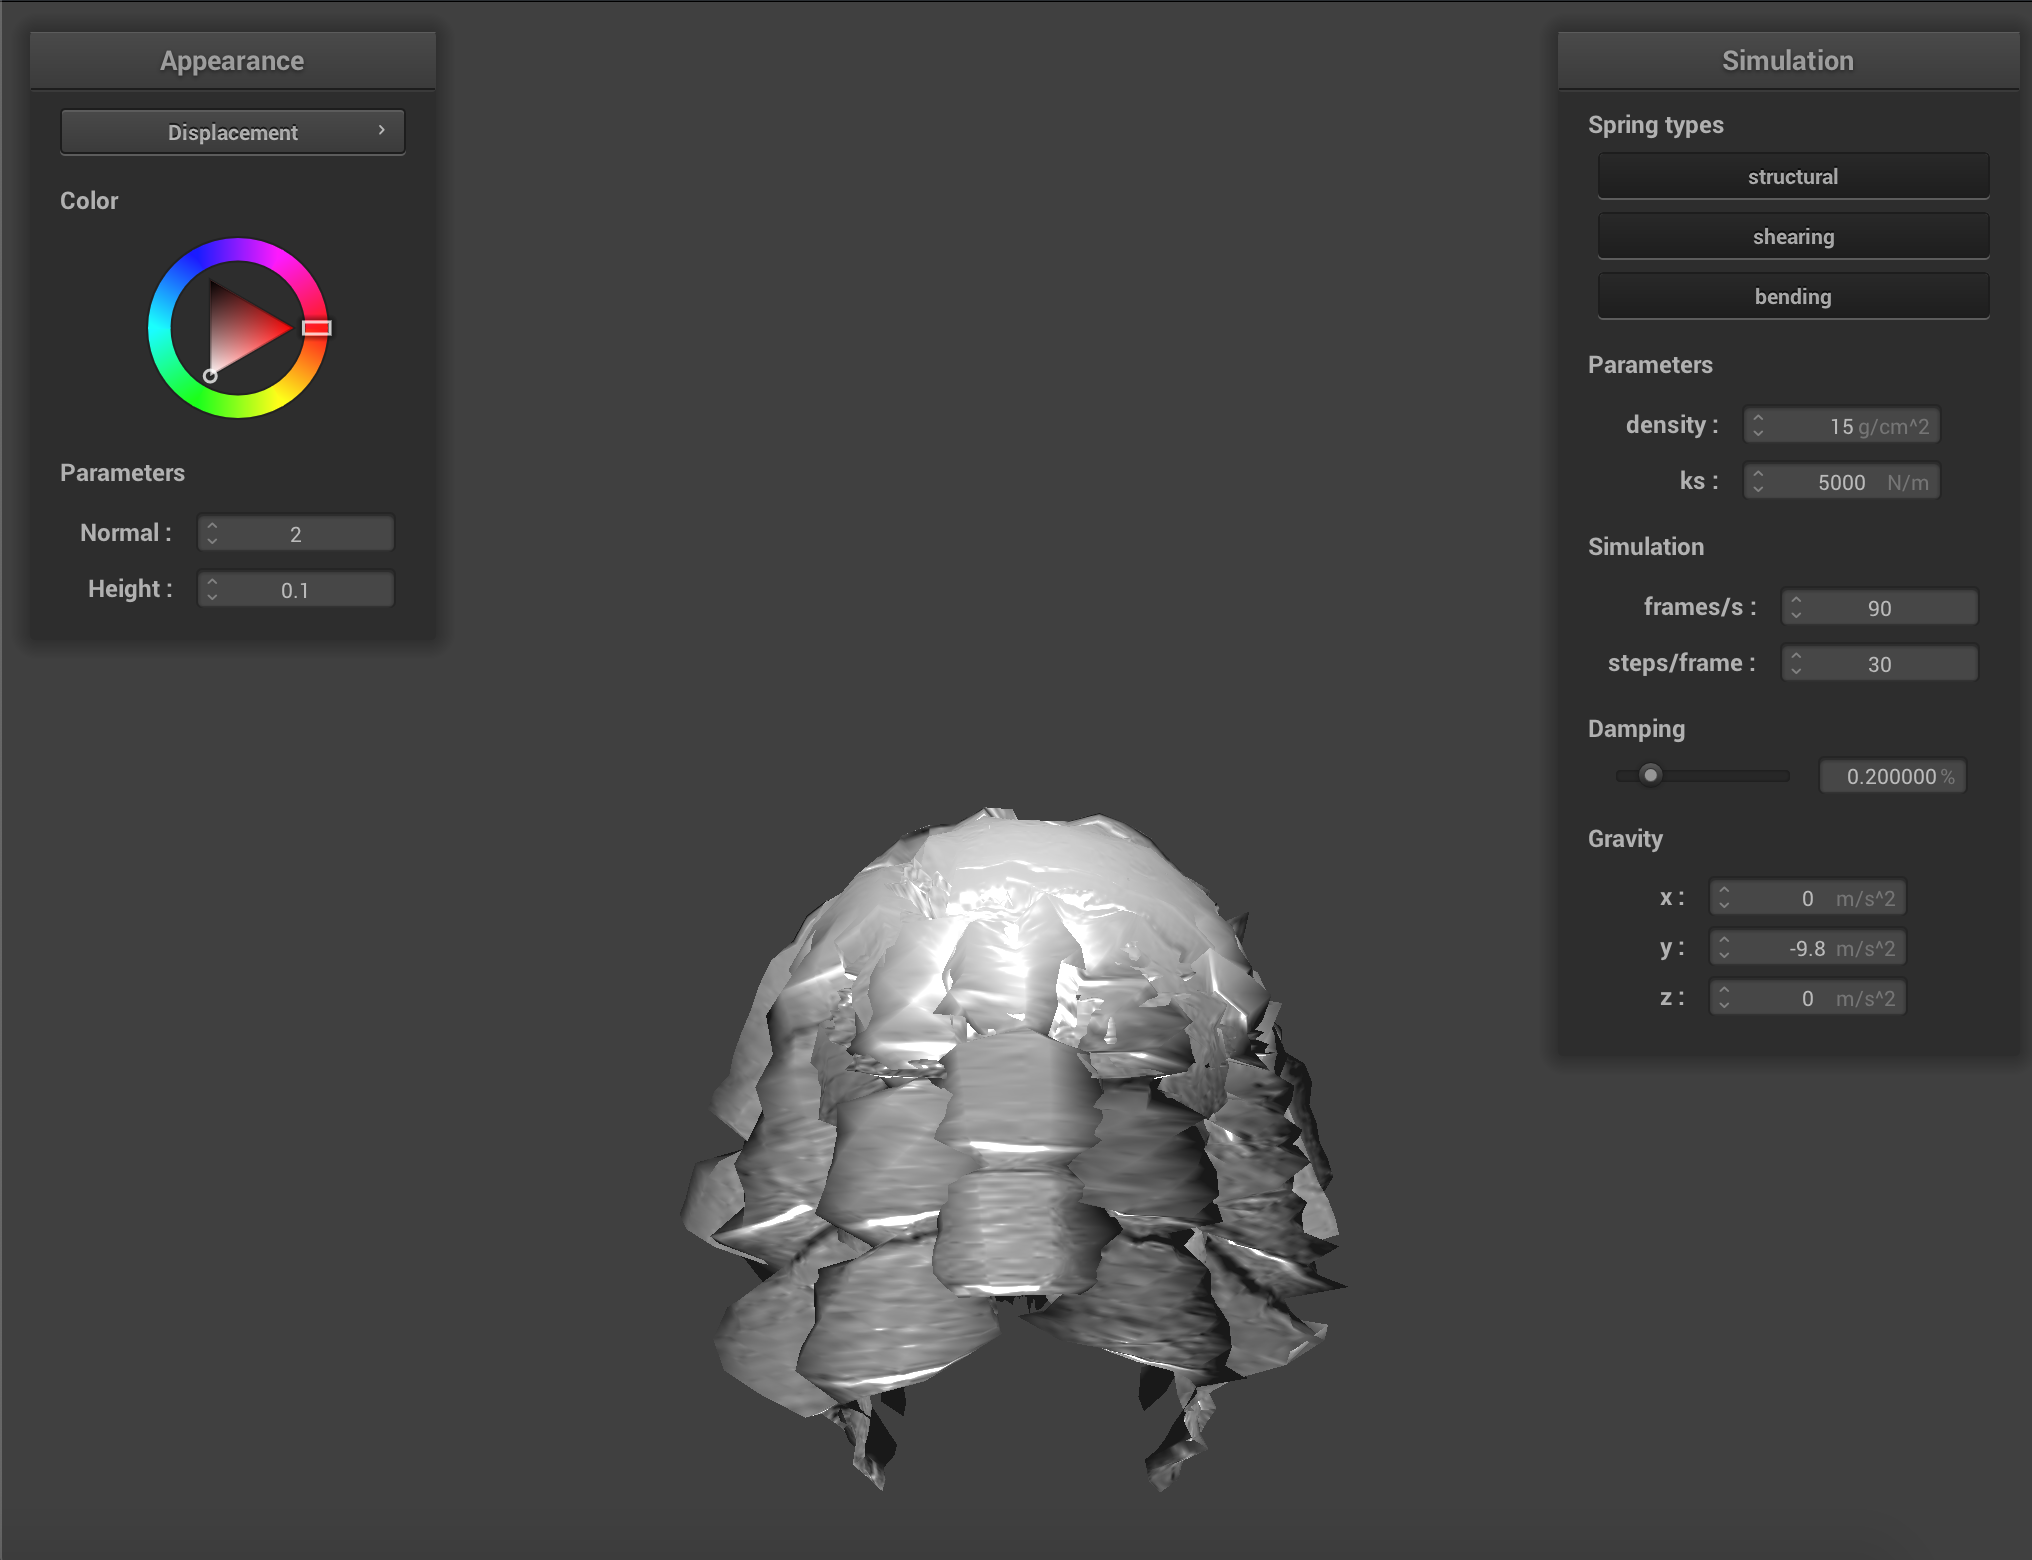 Appearance
Displacement
Color
Parameters
Normal : 2
Height : 0.1
Simulation
Spring types
structural
shearing
bending
Parameters
density : 15 g/cm^2
ks : 5000 N/m
Simulation
frames/s : 90
steps/frame : 30
Damping
0.200000 %
Gravity
x : 0 m/s^2
y : -9.8 m/s^2
z : 0 m/s^2